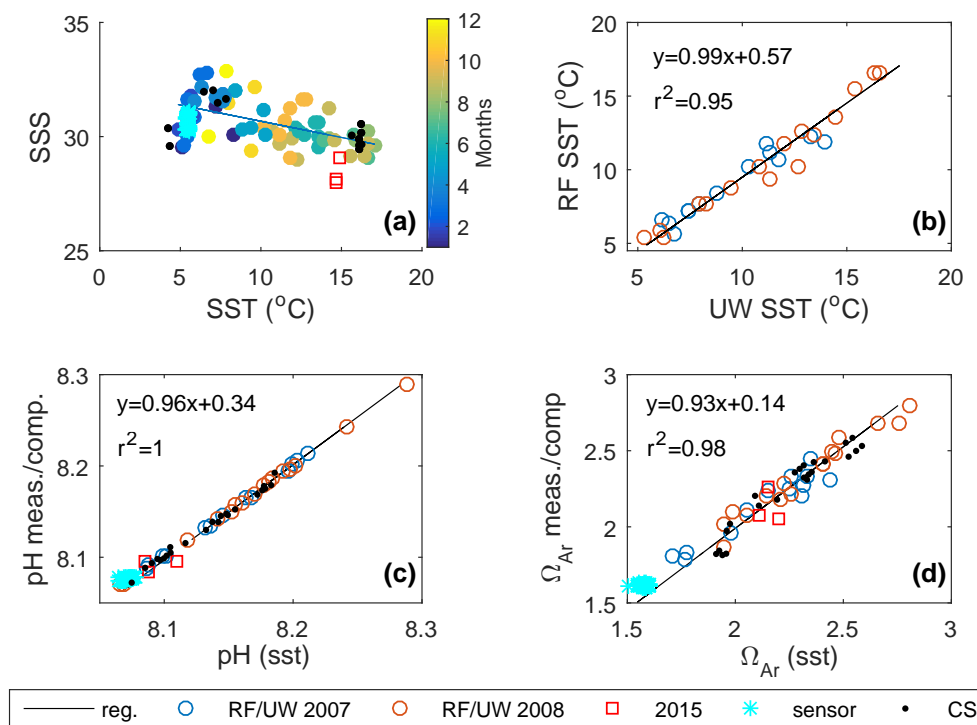 35
30
25
SSS
0 5 10 15 20
SST (°C)
(a)
12
10
8
6
4
2
Months
y=0.99x+0.57
r²=0.95
20
15
10
5
RF SST (°C)
5 10 15 20
UW SST (°C)
(b)
y=0.96x+0.34
r²=1
8.3
8.2
8.1
pH meas./comp.
8.1 8.2 8.3
pH (sst)
(c)
y=0.93x+0.14
r²=0.98
3
2.5
2
1.5
Ω_Ar meas./comp
1.5 2 2.5 3
Ω_Ar (sst)
(d)
reg. RF/UW 2007 RF/UW 2008 2015 sensor CS